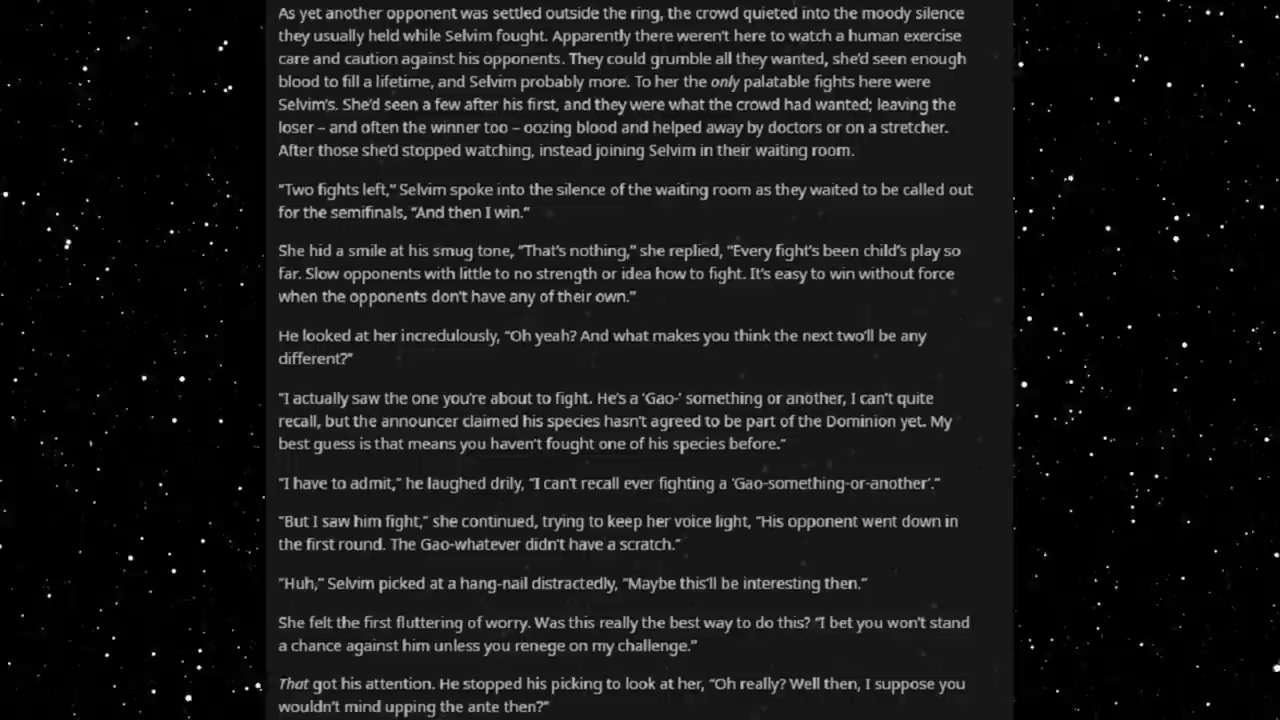 As yet another opponent was settled outside the ring, the crowd quieted into the moody silence
they usually held while Selvim fought. Apparently there weren't here to watch a human exercise
care and caution against his opponents. They could grumble all they wanted, she'd seen enough
blood to fill a lifetime, and Selvim probably more. To her the only palatable fights here were
Selvim's. She'd seen a few after his first, and they were what the crowd had wanted; leaving the
loser – and often the winner too – oozing blood and helped away by doctors or on a stretcher.
After those she'd stopped watching, instead joining Selvim in their waiting room.
"Two fights left," Selvim spoke into the silence of the waiting room as they waited to be called out
for the semifinals, "And then I win."
She hid a smile at his smug tone, "That's nothing," she replied, "Every fight's been child's play so
far. Slow opponents with little to no strength or idea how to fight. It's easy to win without force
when the opponents don't have any of their own."
He looked at her incredulously, "Oh yeah? And what makes you think the next two'll be any
different?"
"I actually saw the one you're about to fight. He's a 'Gao-' something or another, I can't quite
recall, but the announcer claimed his species hasn't agreed to be part of the Dominion yet. My
best guess is that means you haven't fought one of his species before."
"I have to admit," he laughed drily, "I can't recall ever fighting a 'Gao-something-or-another'."
"But I saw him fight," she continued, trying to keep her voice light, "His opponent went down in
the first round. The Gao-whatever didn't have a scratch."
"Huh," Selvim picked at a hang-nail distractedly, "Maybe this'll be interesting then."
She felt the first fluttering of worry. Was this really the best way to do this? "I bet you won't stand
a chance against him unless you renege on my challenge."
That got his attention. He stopped his picking to look at her, "Oh really? Well then, I suppose you
wouldn't mind upping the ante then?"